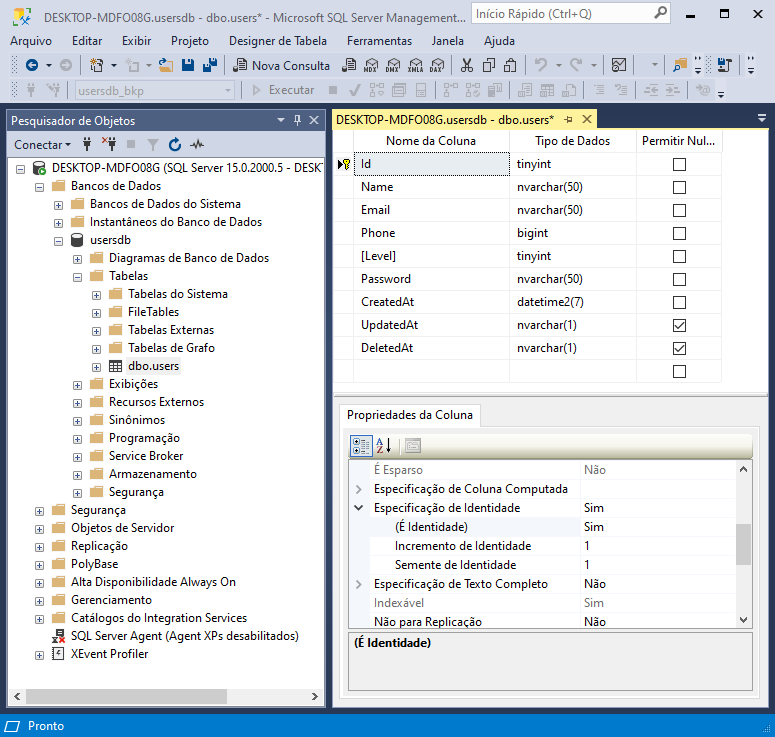 DESKTOP-MDFO08G.usersdb - dbo.users* - Microsoft SQL Server Management...
Início Rápido (Ctrl+Q)
Arquivo Editar Exibir Projeto Designer de Tabela Ferramentas Janela Ajuda
Nova Consulta MDX DMX XMLA DAX
usersdb_bkp Executar
Pesquisador de Objetos
Conectar
DESKTOP-MDFO08G (SQL Server 15.0.2000.5 - DESKT
Bancos de Dados
Bancos de Dados do Sistema
Instantâneos do Banco de Dados
usersdb
Diagramas de Banco de Dados
Tabelas
Tabelas do Sistema
FileTables
Tabelas Externas
Tabelas de Grafo
dbo.users
Exibições
Recursos Externos
Sinônimos
Programação
Service Broker
Armazenamento
Segurança
Segurança
Objetos de Servidor
Replicação
PolyBase
Alta Disponibilidade Always On
Gerenciamento
Catálogos do Integration Services
SQL Server Agent (Agent XPs desabilitados)
XEvent Profiler
DESKTOP-MDFO08G.usersdb - dbo.users*
Nome da Coluna Tipo de Dados Permitir Nul...
Id tinyint
Name nvarchar(50)
Email nvarchar(50)
Phone bigint
[Level] tinyint
Password nvarchar(50)
CreatedAt datetime2(7)
UpdatedAt nvarchar(1)
DeletedAt nvarchar(1)
Propriedades da Coluna
A Z
É Esparso Não
Especificação de Coluna Computada
Especificação de Identidade Sim
(É Identidade) Sim
Incremento de Identidade 1
Semente de Identidade 1
Especificação de Texto Completo Não
Indexável Sim
Não para Replicação Não
(É Identidade)
Pronto